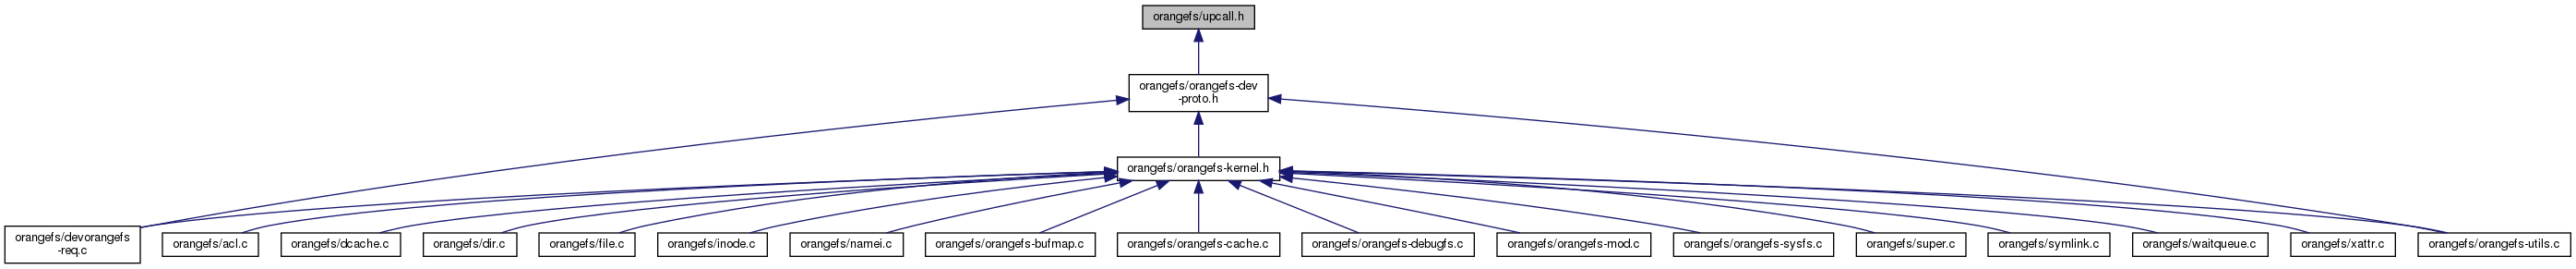 orangefs/upcall.h
orangefs/orangefs-dev
-proto.h
orangefs/orangefs-kernel.h
orangefs/devorangefs
-req.c
orangefs/acl.c
orangefs/dcache.c
orangefs/dir.c
orangefs/file.c
orangefs/inode.c
orangefs/namei.c
orangefs/orangefs-bufmap.c
orangefs/orangefs-cache.c
orangefs/orangefs-debugfs.c
orangefs/orangefs-mod.c
orangefs/orangefs-sysfs.c
orangefs/super.c
orangefs/symlink.c
orangefs/waitqueue.c
orangefs/xattr.c
orangefs/orangefs-utils.c